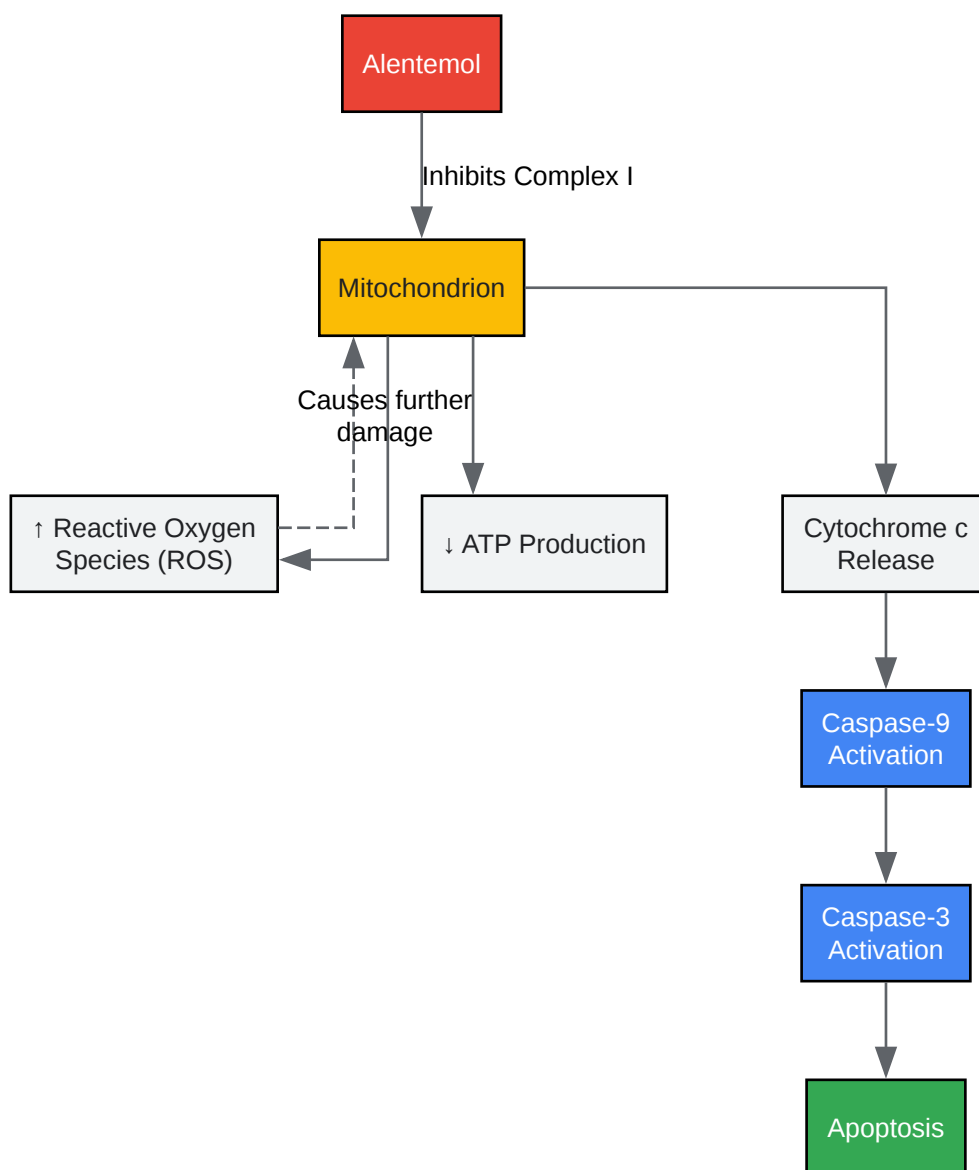 Alentemol
Inhibits Complex I
Mitochondrion
Causes further
damage
↑ Reactive Oxygen
Species (ROS)
↓ ATP Production
Cytochrome c
Release
Caspase-9
Activation
Caspase-3
Activation
Apoptosis